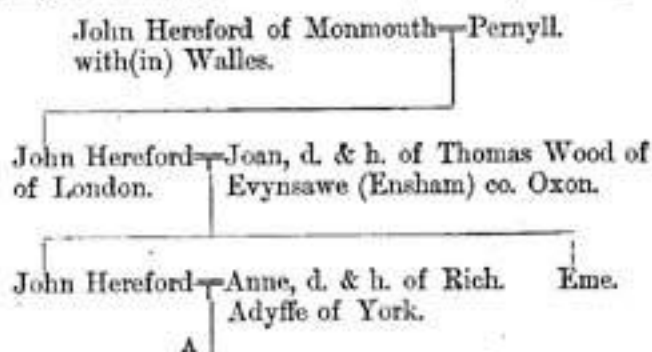 John Hereford of Monmouth Pernyll.
with(in) Walles.
John Hereford Joan, d. & h. of Thomas Wood of
of London. Evynsawe (Ensham) co. Oxon.
John Hereford Anne, d. & h. of Rich. Eme.
Adyffe of York.
A